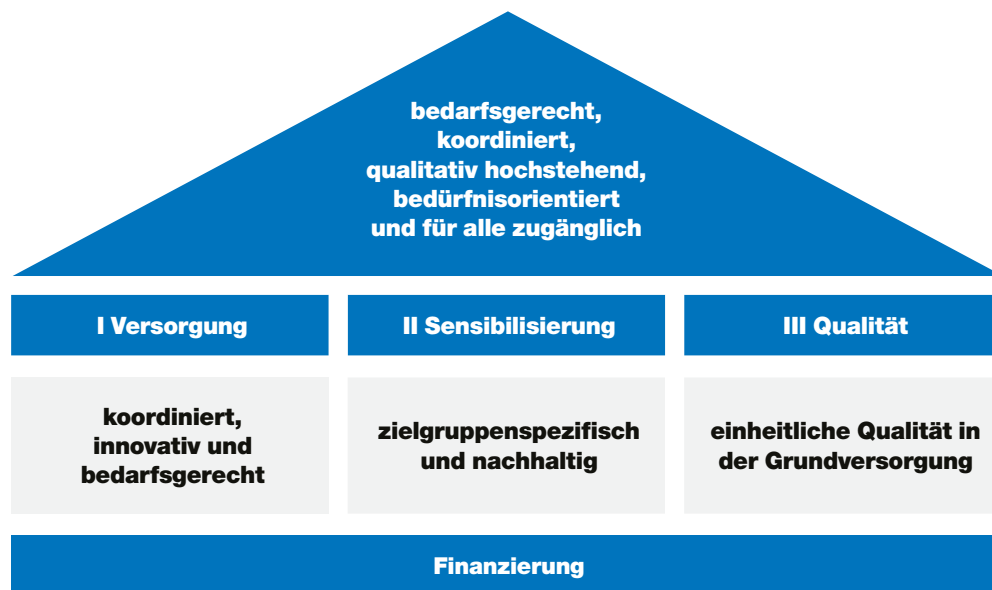 bedarfsgerecht,
koordiniert,
qualitativ hochstehend,
bedürfnisorientiert
und für alle zugänglich
I Versorgung
II Sensibilisierung
III Qualität
koordiniert,
innovativ und
bedarfsgerecht
zielgruppenspezifisch
und nachhaltig
einheitliche Qualität in
der Grundversorgung
Finanzierung